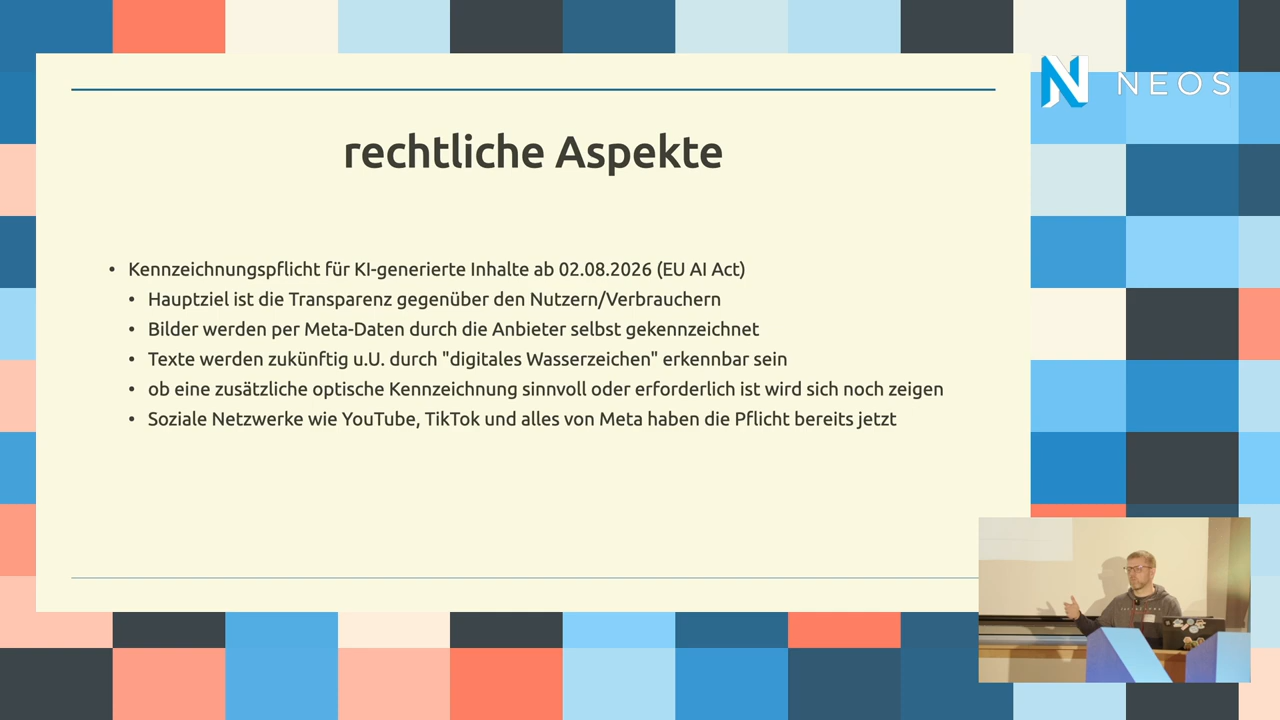 NEOS
rechtliche Aspekte
• Kennzeichnungspflicht für KI-generierte Inhalte ab 02.08.2026 (EU AI Act)
• Hauptziel ist die Transparenz gegenüber den Nutzern/Verbrauchern
• Bilder werden per Meta-Daten durch die Anbieter selbst gekennzeichnet
• Texte werden zukünftig u.U. durch "digitales Wasserzeichen" erkennbar sein
• ob eine zusätzliche optische Kennzeichnung sinnvoll oder erforderlich ist wird sich noch zeigen
• Soziale Netzwerke wie YouTube, TikTok und alles von Meta haben die Pflicht bereits jetzt